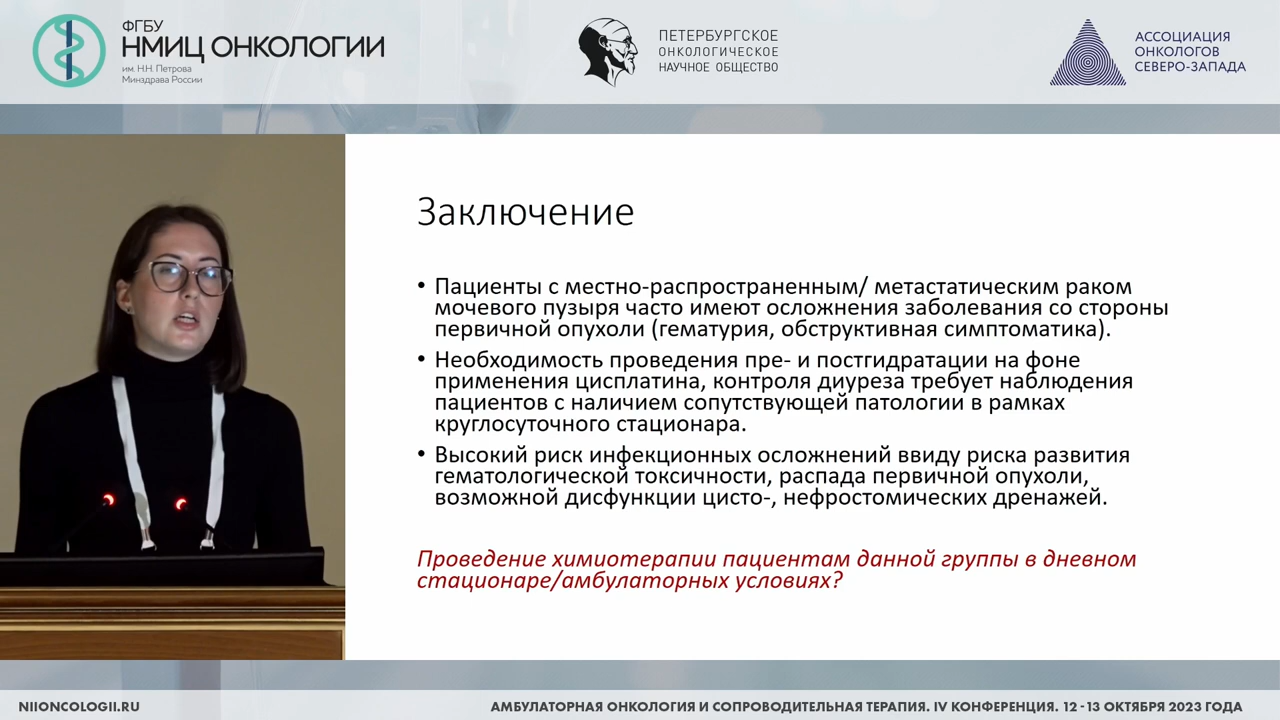 ФГБУ
НМИЦ ОНКОЛОГИИ
им. Н.Н. Петрова
Минздрава России
ПЕТЕРБУРГСКОЕ
ОНКОЛОГИЧЕСКОЕ
НАУЧНОЕ ОБЩЕСТВО
АССОЦИАЦИЯ
ОНКОЛОГОВ
СЕВЕРО-ЗАПАДА
Заключение
• Пациенты с местно-распространенным/ метастатическим раком
мочевого пузыря часто имеют осложнения заболевания со стороны
первичной опухоли (гематурия, обструктивная симптоматика).
• Необходимость проведения пре- и постгидратации на фоне
применения цисплатина, контроля диуреза требует наблюдения
пациентов с наличием сопутствующей патологии в рамках
круглосуточного стационара.
• Высокий риск инфекционных осложнений ввиду риска развития
гематологической токсичности, распада первичной опухоли,
возможной дисфункции цисто-, нефростомических дренажей.
Проведение химиотерапии пациентам данной группы в дневном
стационаре/амбулаторных условиях?
NIIONCOLOGII.RU
АМБУЛАТОРНАЯ ОНКОЛОГИЯ И СОПРОВОДИТЕЛЬНАЯ ТЕРАПИЯ. IV КОНФЕРЕНЦИЯ. 12 - 13 ОКТЯБРЯ 2023 ГОДА